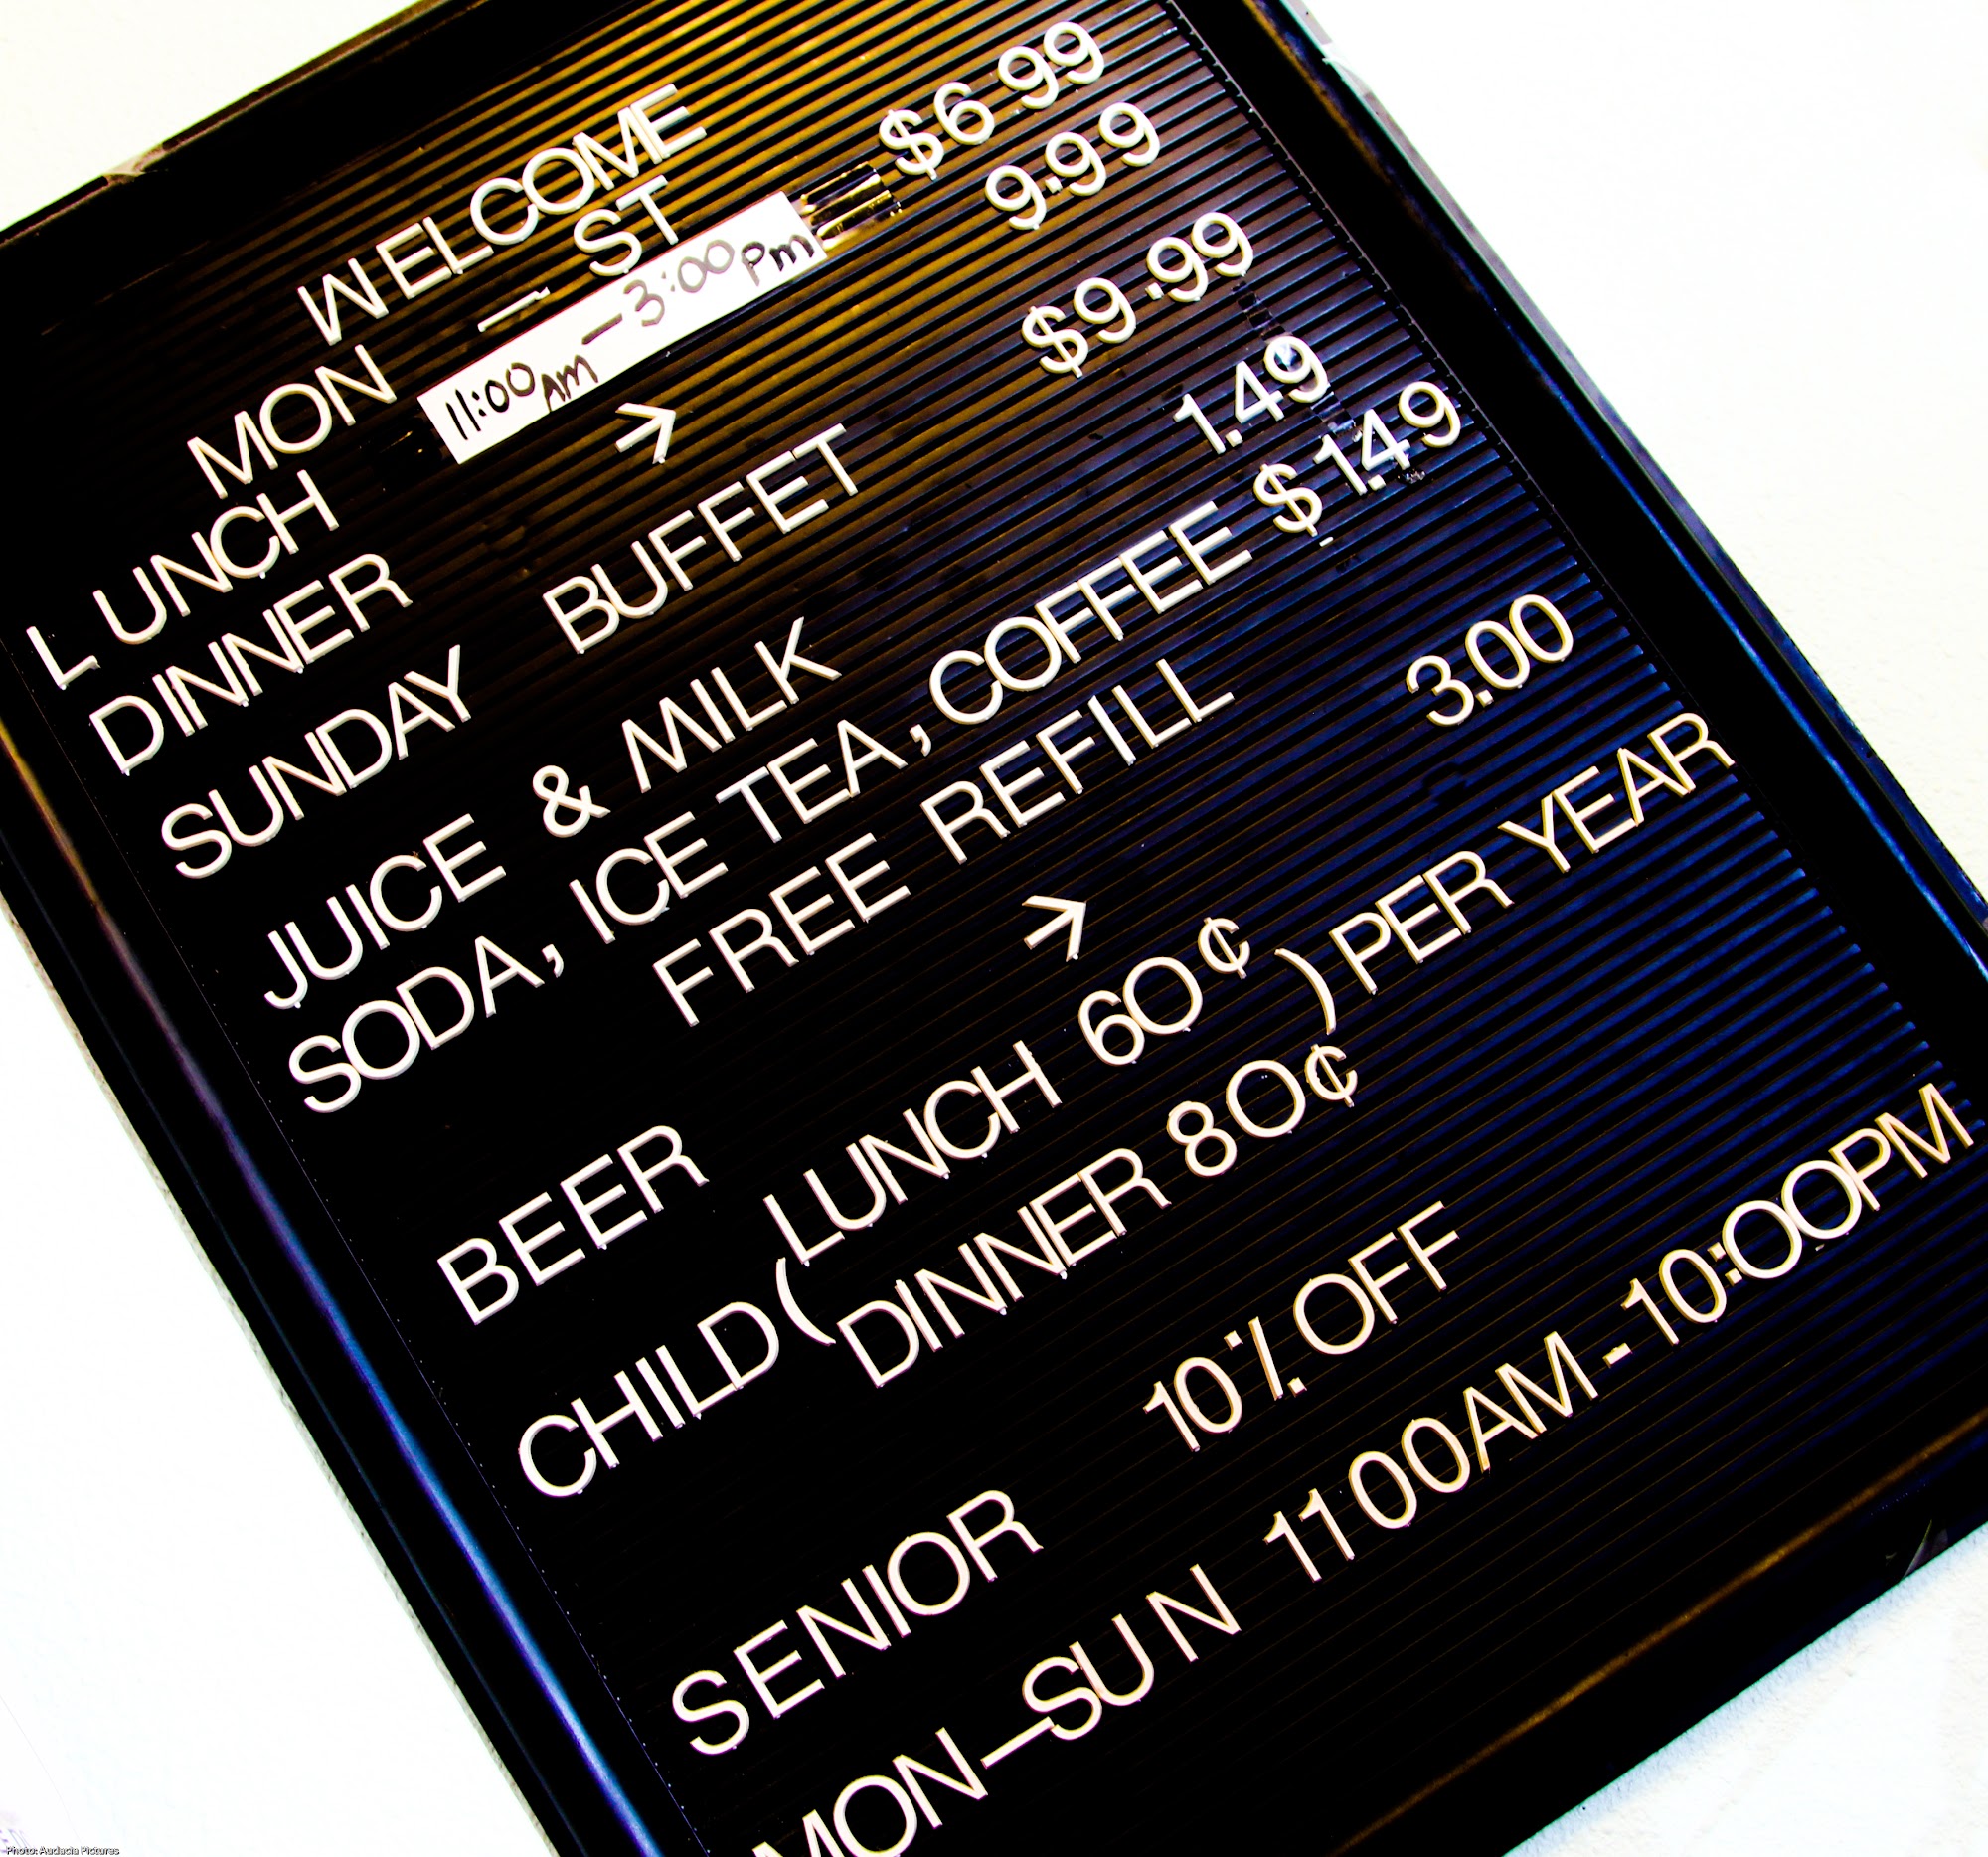 WELCOME
MON — ST
LUNCH 11:00 AM — 3:00 pm $6 99
DINNER > 9.99
SUNDAY BUFFET $9.99
JUICE & MILK 1.49
SODA, ICE TEA, COFFEE $1.49
FREE REFILL
BEER > 3.00
CHILD ( LUNCH 60¢ ) PER YEAR
DINNER 80¢
SENIOR 10% OFF
MON—SUN 1100AM - 10:00PM
Photo: Audacia Pictures